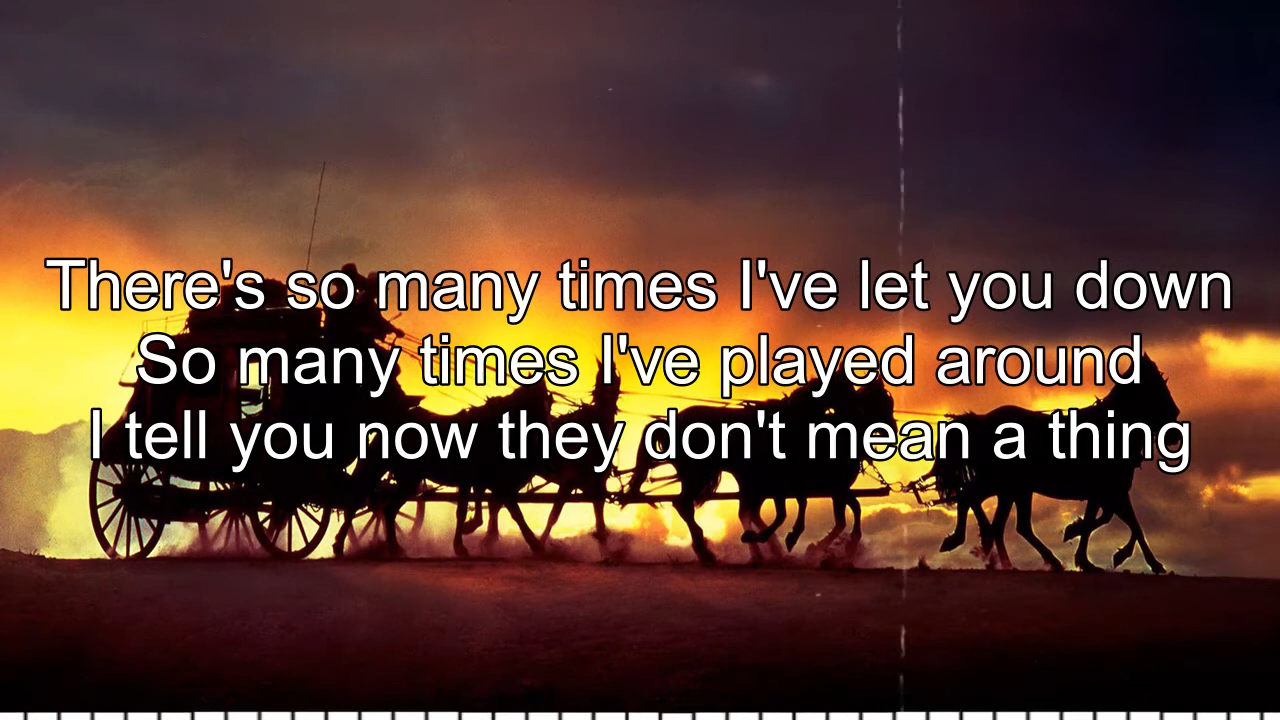 There's so many times I've let you down
So many times I've played around
I tell you now they don't mean a thing